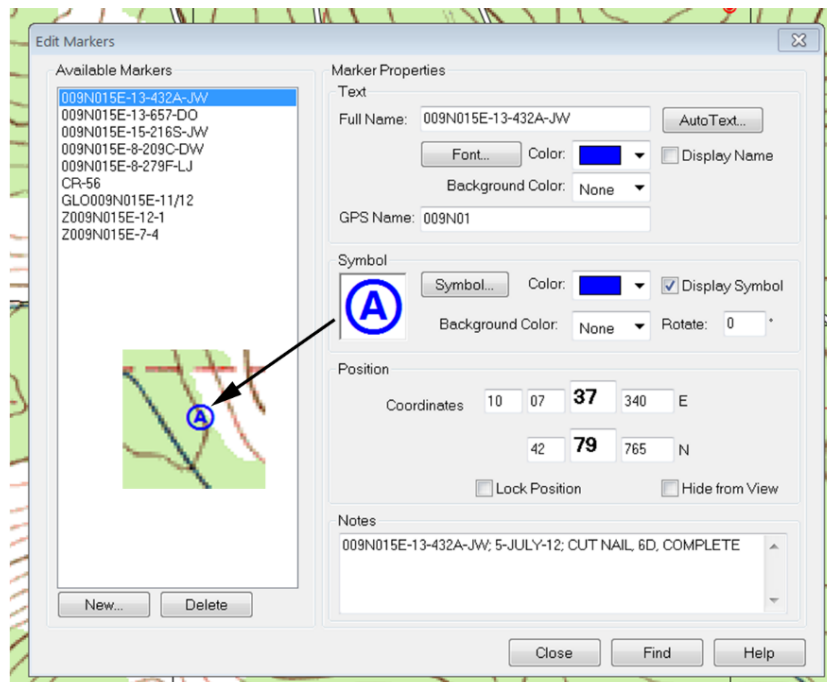 Edit Markers
Available Markers
009N015E-13-432A-JW
009N015E-13-657-DO
009N015E-15-216S-JW
009N015E-8-209C-DW
009N015E-8-279F-LJ
CR-56
GLO009N015E-11/12
Z009N015E-12-1
Z009N015E-7-4
A
New...
Delete
Marker Properties
Text
Full Name: 009N015E-13-432A-JW AutoText...
Font... Color: Display Name
Background Color: None
GPS Name: 009N01
Symbol
A Symbol... Color: Display Symbol
Background Color: None Rotate: 0 °
Position
Coordinates 10 07 37 340 E
42 79 765 N
Lock Position Hide from View
Notes
009N015E-13-432A-JW; 5-JULY-12; CUT NAIL, 6D, COMPLETE
Close Find Help